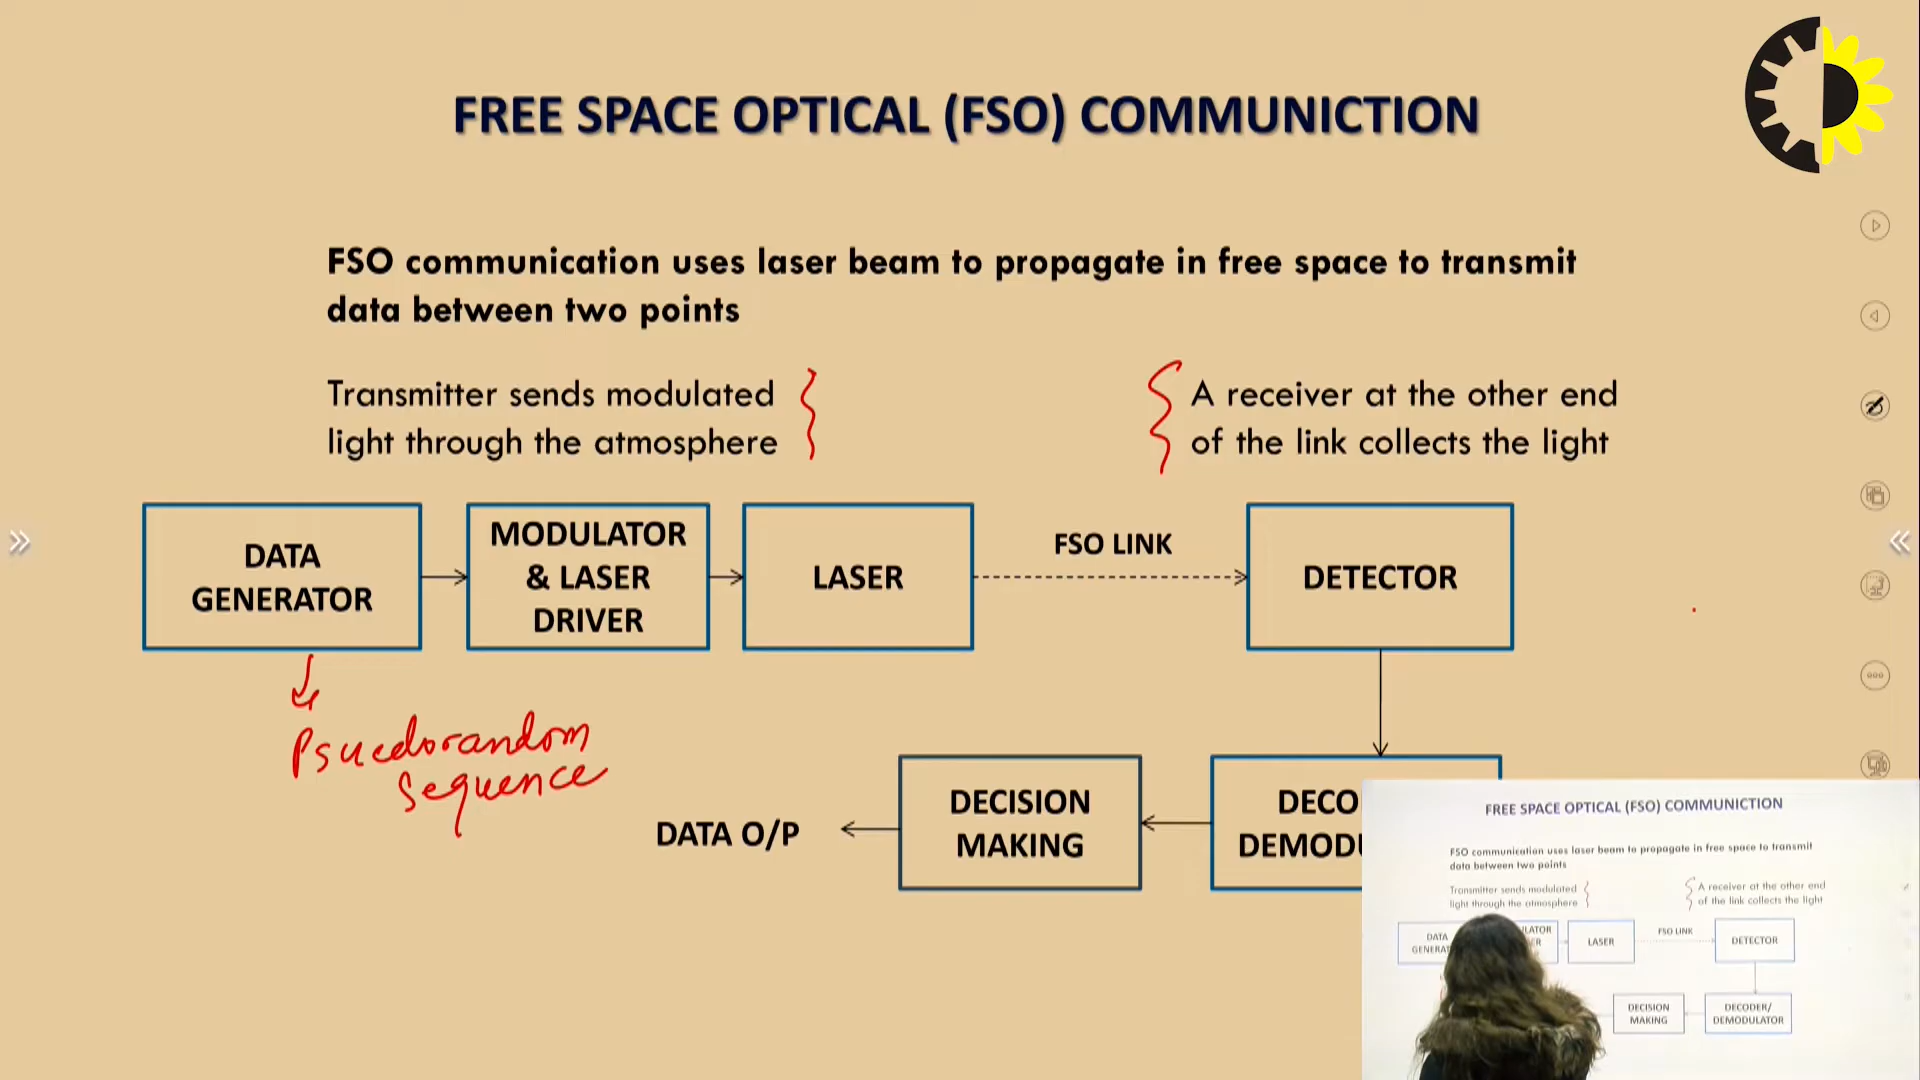 FREE SPACE OPTICAL (FSO) COMMUNICTION
FSO communication uses laser beam to propagate in free space to transmit
data between two points
Transmitter sends modulated
light through the atmosphere
A receiver at the other end
of the link collects the light
DATA
GENERATOR
MODULATOR
& LASER
DRIVER
LASER
FSO LINK
DETECTOR
Psuedorandom
Sequence
DATA O/P
DECISION
MAKING
DECO
DEMODU
FREE SPACE OPTICAL (FSO) COMMUNICTION
FSO communication uses laser beam to propagate in free space to transmit
data between two points
Transmitter sends modulated
light through the atmosphere
A receiver at the other end
of the link collects the light
DATA
GENERAT
LATOR
ER
LASER
FSO LINK
DETECTOR
DECISION
MAKING
DECODER/
DEMODULATOR